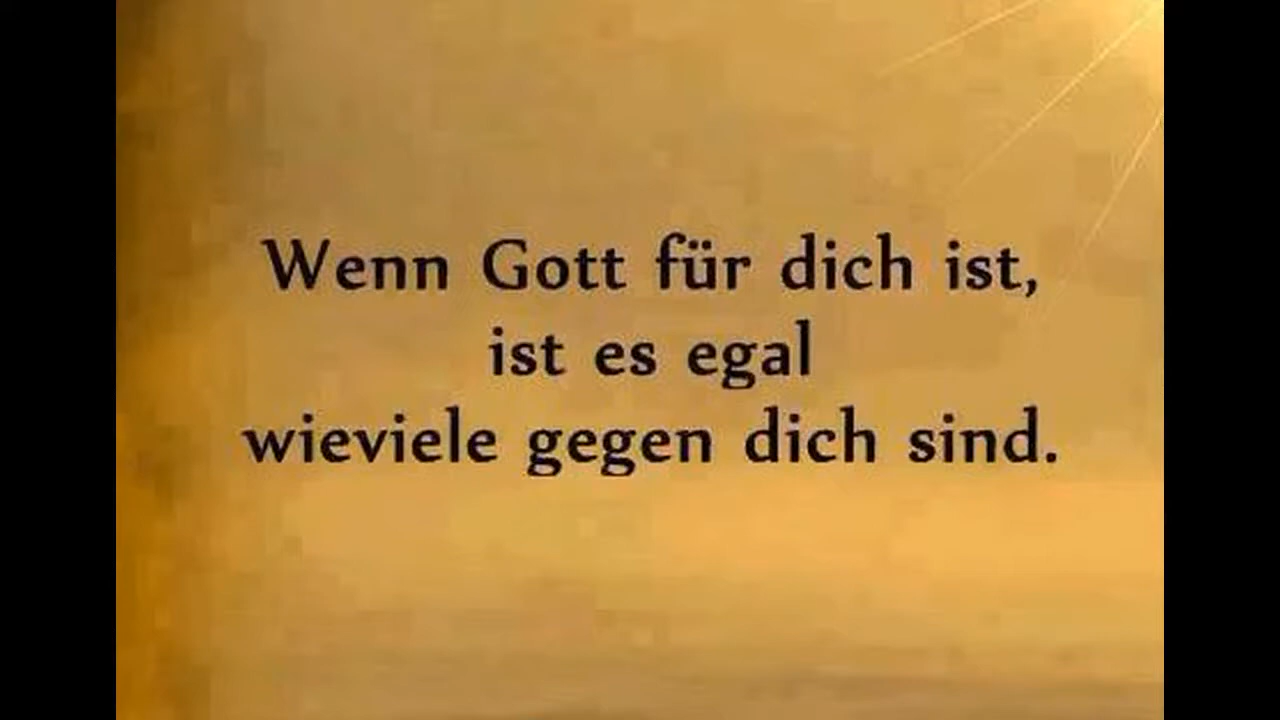 Wenn Gott für dich ist,
ist es egal
wieviele gegen dich sind.